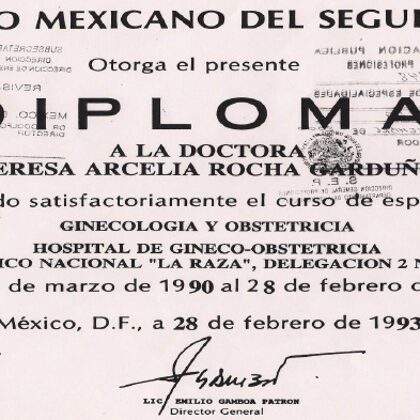 O MEXICANO DEL SEGU
Otorga el presente
DIPLOMA
A LA DOCTORA
ERESA ARCELIA ROCHA GARDUÑ
do satisfactoriamente el curso de esp
GINECOLOGIA Y OBSTETRICIA
HOSPITAL DE GINECO-OBSTETRICIA
ICO NACIONAL "LA RAZA", DELEGACION 2 N
de marzo de 1990 al 28 de febrero d
México, D.F., a 28 de febrero de 1993
LIC. EMILIO GAMBOA PATRON
Director General